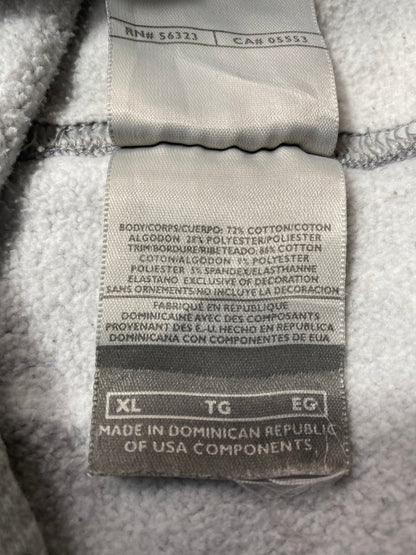 RN# 56323 CA# 05553
BODY/CORPS/CUERPO: 72% COTTON/COTON
ALGODON 28% POLYESTER/POLIESTER
TRIM/BORDURE/RIBETEADO: 86% COTTON
COTON/ALGODON 9% POLYESTER
POLIESTER 5% SPANDEX/ELASTHANNE
ELASTANO EXCLUSIVE OF DECORATION
SANS ORNEMENTS NO INCLUYE LA DECORACION
FABRIQUÉ EN RÉPUBLIQUE
DOMINICAINE AVEC DES COMPOSANTS
PROVENANT DES É.-U. HECHO EN REPÚBLICA
DOMINICANA CON COMPONENTES DE EUA
XL TG EG
MADE IN DOMINICAN REPUBLIC
OF USA COMPONENTS